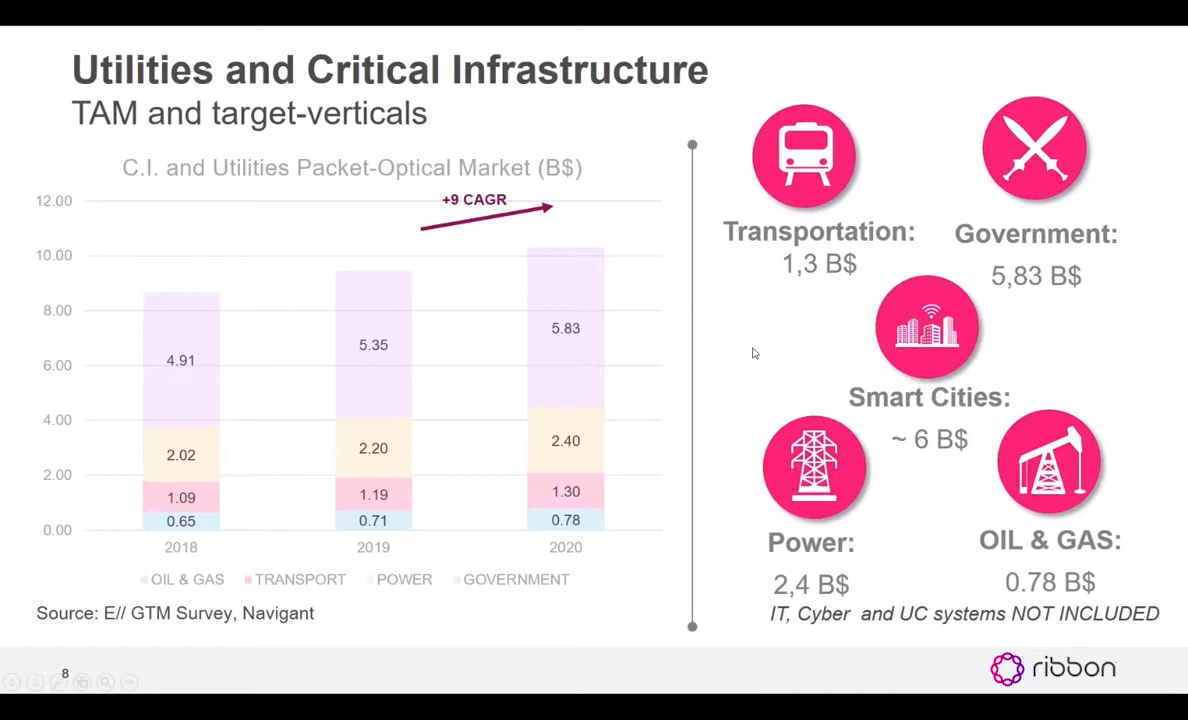 Utilities and Critical Infrastructure
TAM and target-verticals
C.I. and Utilities Packet-Optical Market (B$)
+9 CAGR
12.00
10.00
8.00
6.00
4.00
2.00
0.00
4.91
2.02
1.09
0.65
5.35
2.20
1.19
0.71
5.83
2.40
1.30
0.78
2018 2019 2020
OIL & GAS TRANSPORT POWER GOVERNMENT
Source: E// GTM Survey, Navigant
Transportation:
1,3 B$
Government:
5,83 B$
Smart Cities:
~ 6 B$
Power:
2,4 B$
OIL & GAS:
0.78 B$
IT, Cyber and UC systems NOT INCLUDED
8
ribbon